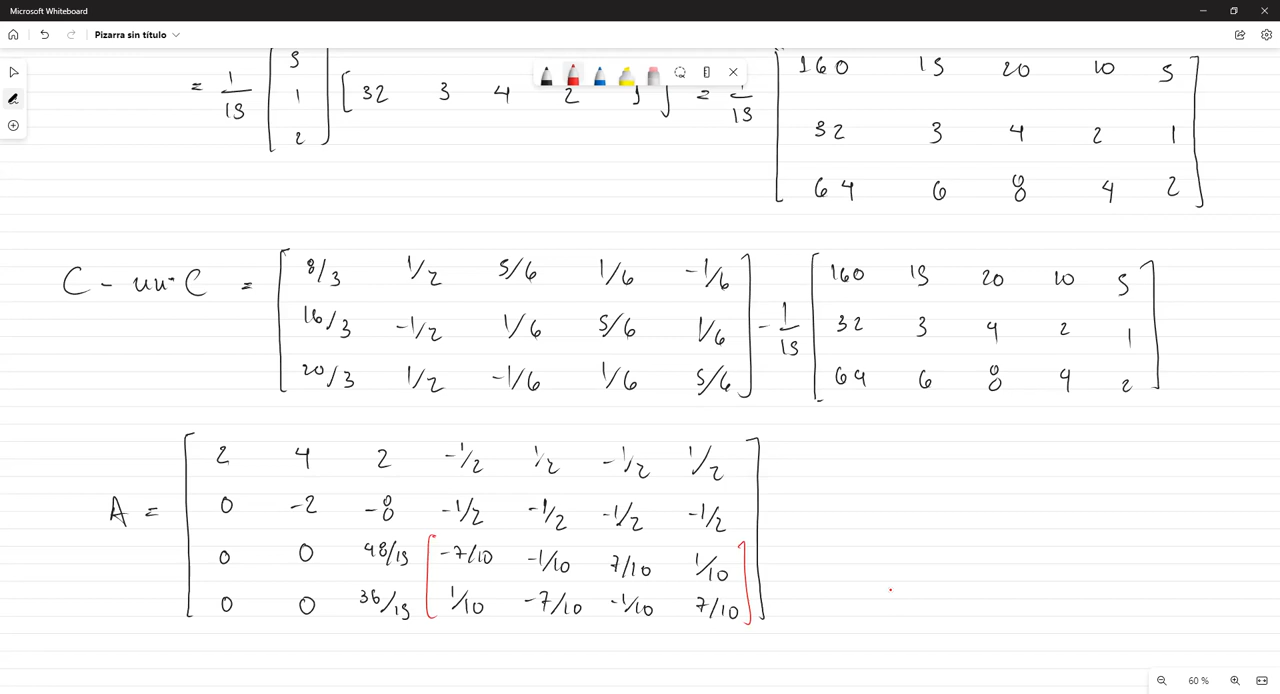 Microsoft Whiteboard
Pizarra sin título
5 160 15 20 10 5
= 1/15 1 [32 3 4 2 1] = 1/15 32 3 4 2 1
2 64 6 8 4 2
8/3 1/2 5/6 1/6 -1/6 160 15 20 10 5
C - uu*C = 16/3 -1/2 1/6 5/6 1/6 - 1/15 32 3 4 2 1
20/3 1/2 -1/6 1/6 5/6 64 6 8 4 2
2 4 2 -1/2 1/2 -1/2 1/2
A = 0 -2 -8 -1/2 -1/2 -1/2 -1/2
0 0 48/15 -7/10 -1/10 7/10 1/10
0 0 36/15 1/10 -7/10 -1/10 7/10
60 %